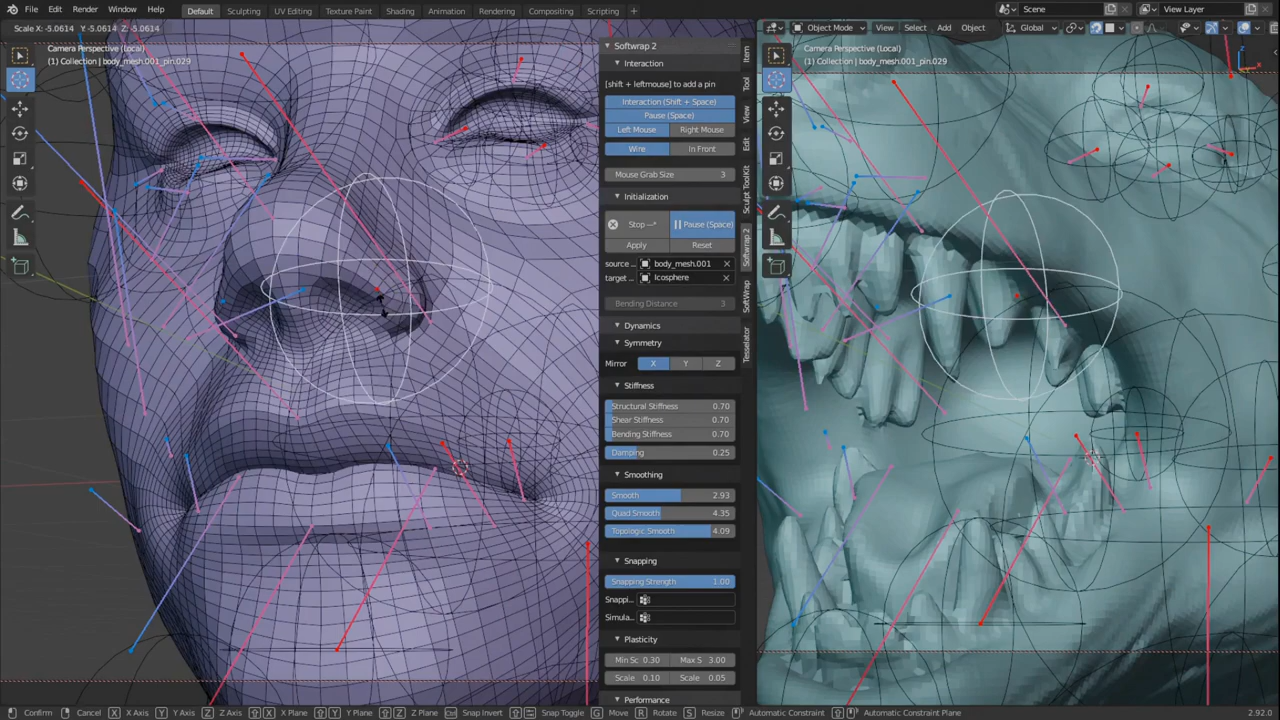 File Edit Render Window Help Default Sculpting UV Editing Texture Paint Shading Animation Rendering Compositing Scripting + Scene View Layer
Scale X: -5.0614 Y: -5.0614 Z: -5.0614
Camera Perspective (Local)
(1) Collection | body_mesh.001_pin.029
Softwrap 2
Interaction
[shift + leftmouse] to add a pin
Interaction (Shift + Space)
Pause (Space)
Left Mouse Right Mouse
Wire In Front
Mouse Grab Size 3
Initialization
Stop Pause (Space)
Apply Reset
source ... body_mesh.001
target ... Icosphere
Bending Distance 3
Dynamics
Symmetry
Mirror X Y Z
Stiffness
Structural Stiffness 0.70
Shear Stiffness 0.70
Bending Stiffness 0.70
Damping 0.25
Smoothing
Smooth 2.93
Quad Smooth 4.35
Topologic Smooth 4.09
Snapping
Snapping Strength 1.00
Snappi..
Simula..
Plasticity
Min Sc 0.30 Max S 3.00
Scale 0.10 Scale 0.05
Performance
Item
Tool
View
Edit
Sculpt ToolKit
Softwrap 2
SoftWrap
Tesselator
Object Mode View Select Add Object Global
Camera Perspective (Local)
(1) Collection | body_mesh.001_pin.029
Confirm Cancel X X Axis Y Y Axis Z Z Axis X X Plane Y Y Plane Z Z Plane Ctrl Snap Invert Snap Toggle G Move R Rotate S Resize Automatic Constraint Automatic Constraint Plane 2.92.0